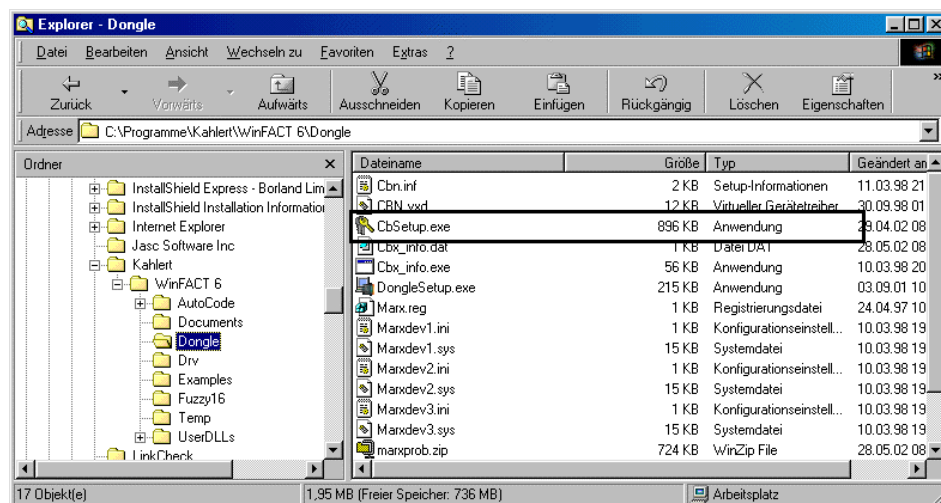 Explorer - Dongle
Datei Bearbeiten Ansicht Wechseln zu Favoriten Extras ?
Zurück Vorwärts Aufwärts Ausschneiden Kopieren Einfügen Rückgängig Löschen Eigenschaften »
Adresse C:\Programme\Kahlert\WinFACT 6\Dongle
Ordner
InstallShield Express - Borland Lim
InstallShield Installation Information
Internet Explorer
Jasc Software Inc
Kahlert
WinFACT 6
AutoCode
Documents
Dongle
Drv
Examples
Fuzzy16
Temp
UserDLLs
LinkCheck
Dateiname Größe Typ Geändert an
Cbn.inf 2 KB Setup-Informationen 11.03.98 21
CBN.vxd 12 KB Virtueller Gerätetreiber 30.09.98 01
CbSetup.exe 896 KB Anwendung 29.04.02 08
Cbx_info.dat 1 KB Datei DAT 28.05.02 08
Cbx_info.exe 56 KB Anwendung 10.03.98 20
DongleSetup.exe 215 KB Anwendung 03.09.01 10
Marx.reg 1 KB Registrierungsdatei 24.04.97 10
Marxdev1.ini 1 KB Konfigurationseinstell... 10.03.98 19
Marxdev1.sys 15 KB Systemdatei 10.03.98 19
Marxdev2.ini 1 KB Konfigurationseinstell... 10.03.98 19
Marxdev2.sys 15 KB Systemdatei 10.03.98 19
Marxdev3.ini 1 KB Konfigurationseinstell... 10.03.98 19
Marxdev3.sys 15 KB Systemdatei 10.03.98 19
marxprob.zip 724 KB WinZip File 28.05.02 08
17 Objekt(e) 1,95 MB (Freier Speicher: 736 MB) Arbeitsplatz